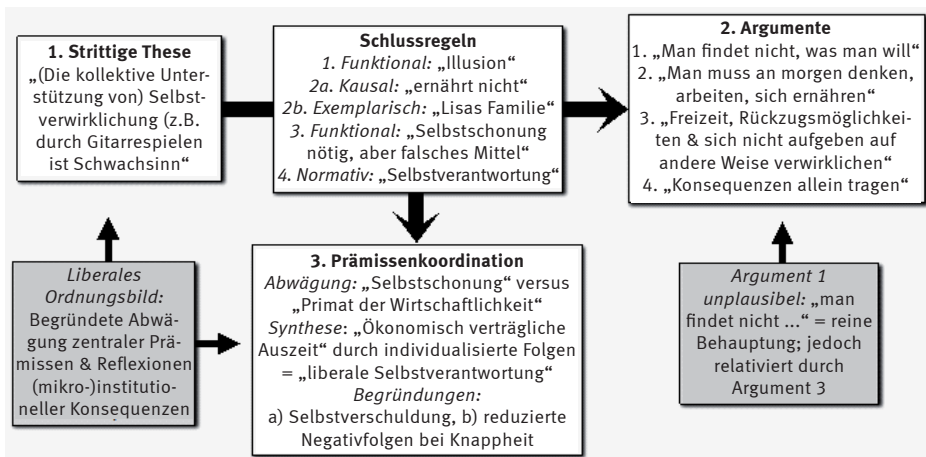 1. Strittige These
„(Die kollektive Unter-
stützung von) Selbst-
verwirklichung (z.B.
durch Gitarrespielen
ist Schwachsinn“
Schlussregeln
1. Funktional: „Illusion“
2a. Kausal: „ernährt nicht“
2b. Exemplarisch: „Lisas Familie“
3. Funktional: „Selbstschonung
nötig, aber falsches Mittel“
4. Normativ: „Selbstverantwortung“
2. Argumente
1. „Man findet nicht, was man will“
2. „Man muss an morgen denken,
arbeiten, sich ernähren“
3. „Freizeit, Rückzugsmöglichkei-
ten & sich nicht aufgeben auf
andere Weise verwirklichen“
4. „Konsequenzen allein tragen“
Liberales
Ordnungsbild:
Begründete Abwä-
gung zentraler Prä-
missen & Reflexionen
(mikro-)institutio-
neller Konsequenzen
3. Prämissenkoordination
Abwägung: „Selbstschonung“ versus
„Primat der Wirtschaftlichkeit“
Synthese: „Ökonomisch verträgliche
Auszeit“ durch individualisierte Folgen
= „liberale Selbstverantwortung“
Begründungen:
a) Selbstverschuldung, b) reduzierte
Negativfolgen bei Knappheit
Argument 1
unplausibel: „man
findet nicht ...“ = reine
Behauptung; jedoch
relativiert durch
Argument 3